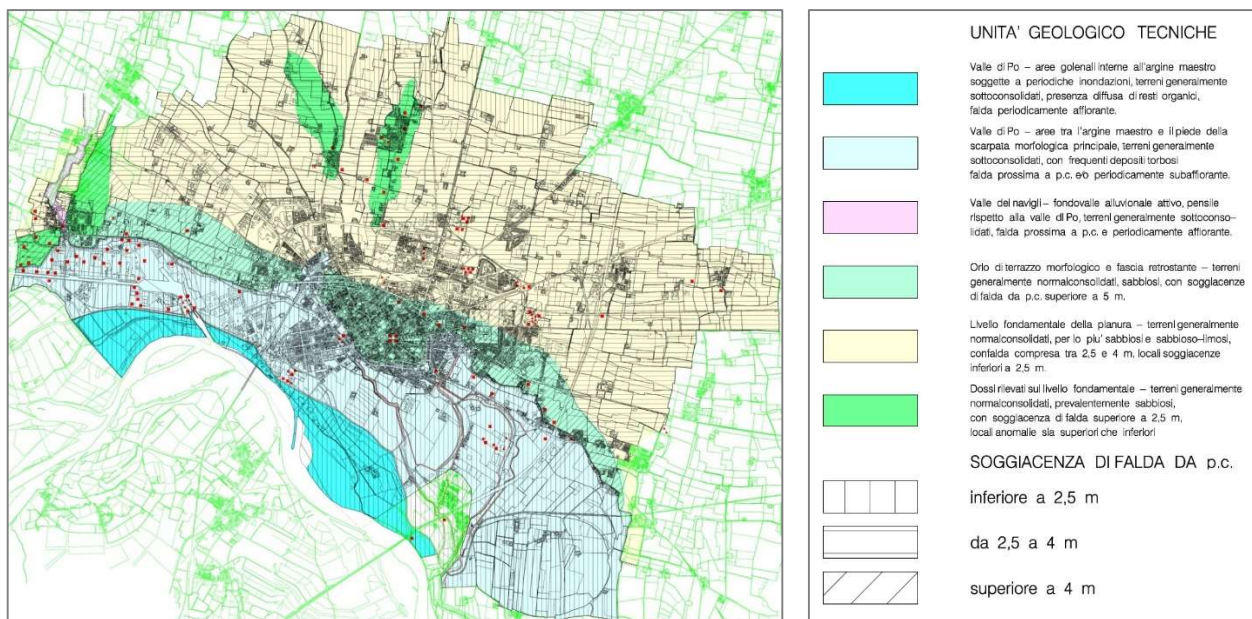 UNITA' GEOLOGICO TECNICHE
Valle di Po – aree golenali interne all'argine maestro
soggette a periodiche inondazioni, terreni generalmente
sottoconsolidati, presenza diffusa di resti organici,
falda periodicamente affiorante.
Valle di Po – aree tra l'argine maestro e il piede della
scarpata morfologica principale, terreni generalmente
sottoconsolidati, con frequenti depositi torbosi
falda prossima a p.c. e/o periodicamente subaffiorante.
Valle dei navigli – fondovalle alluvionale attivo, pensile
rispetto alla valle di Po, terreni generalmente sottoconso–
lidati, falda prossima a p.c. e periodicamente affiorante.
Orlo di terrazzo morfologico e fascia retrostante – terreni
generalmente normalconsolidati, sabbiosi, con soggiacenze
di falda da p.c. superiore a 5 m.
Livello fondamentale della pianura – terreni generalmente
normalconsolidati, per lo piu' sabbiosi e sabbioso–limosi,
con falda compresa tra 2,5 e 4 m, locali soggiacenze
inferiori a 2,5 m.
Dossi rilevati sul livello fondamentale – terreni generalmente
normalconsolidati, prevalentemente sabbiosi,
con soggiacenza di falda superiore a 2,5 m,
locali anomalie sia superiori che inferiori
SOGGIACENZA DI FALDA DA p.c.
inferiore a 2,5 m
da 2,5 a 4 m
superiore a 4 m